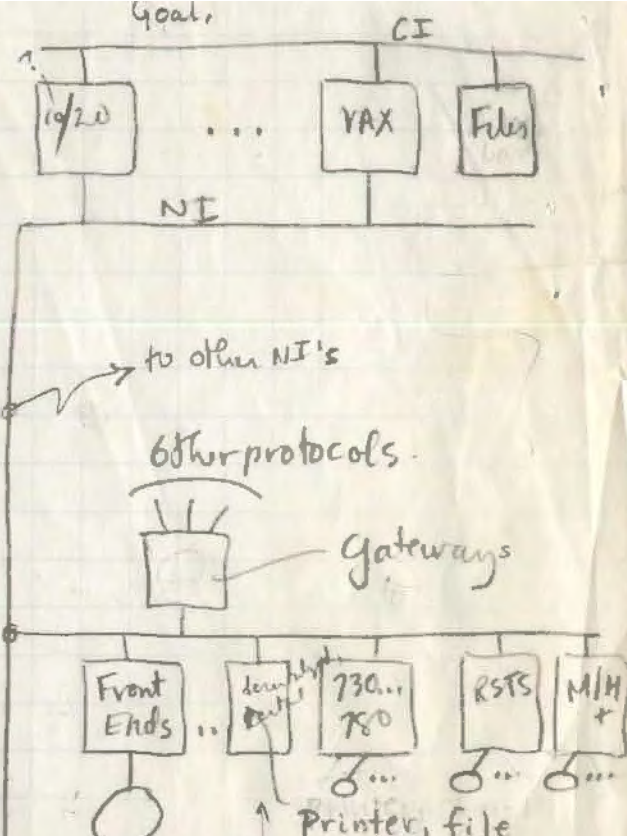 Goal,
CI
10/20
...
VAX
Files
NI
to other NI's
other protocols.
Gateways
Front
Ends
..
730...
780
RSTS
M/M
+
...
...
...
Printer, file